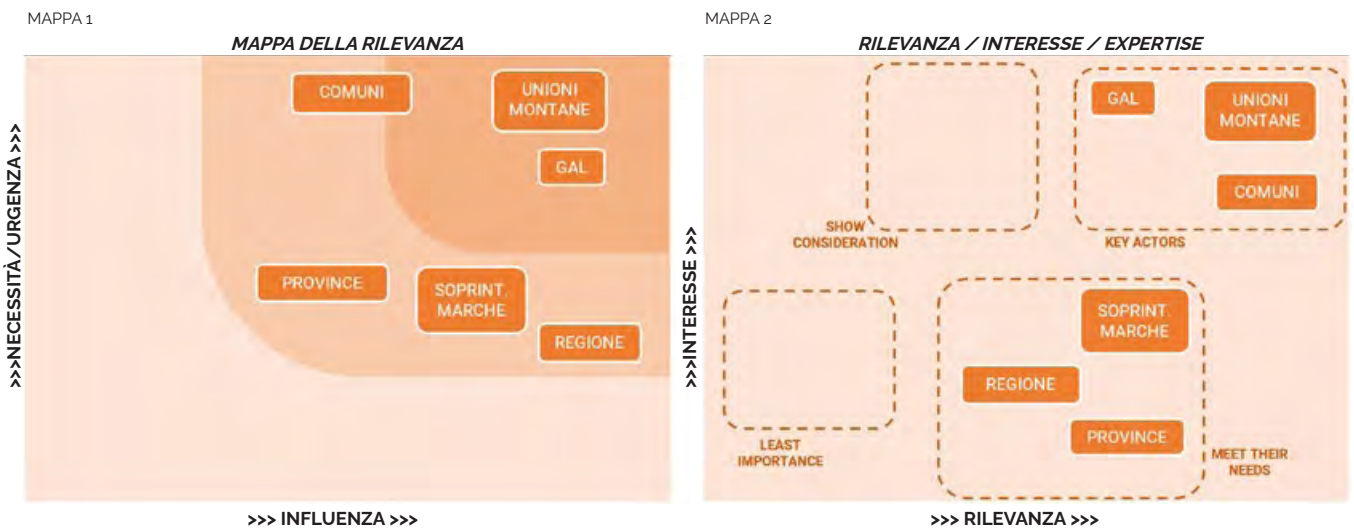 MAPPA 1
MAPPA DELLA RILEVANZA
>>>NECESSITÀ/URGENZA >>>
COMUNI
UNIONI
MONTANE
GAL
PROVINCE
SOPRINT.
MARCHE
REGIONE
>>> INFLUENZA >>>
MAPPA 2
RILEVANZA / INTERESSE / EXPERTISE
>>>INTERESSE >>>
GAL
UNIONI
MONTANE
COMUNI
SHOW
CONSIDERATION
KEY ACTORS
SOPRINT.
MARCHE
REGIONE
PROVINCE
LEAST
IMPORTANCE
MEET THEIR
NEEDS
>>> RILEVANZA >>>